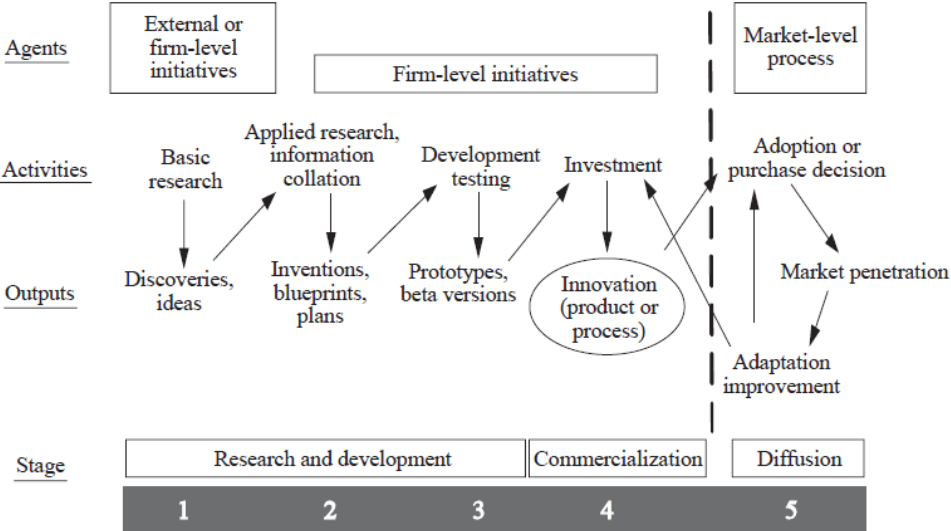 Agents
External or
firm-level
initiatives
Firm-level initiatives
Market-level
process
Activities
Basic
research
Applied research,
information
collation
Development
testing
Investment
Adoption or
purchase decision
Outputs
Discoveries,
ideas
Inventions,
blueprints,
plans
Prototypes,
beta versions
Innovation
(product or
process)
Market penetration
Adaptation
improvement
Stage
Research and development
Commercialization
Diffusion
1
2
3
4
5